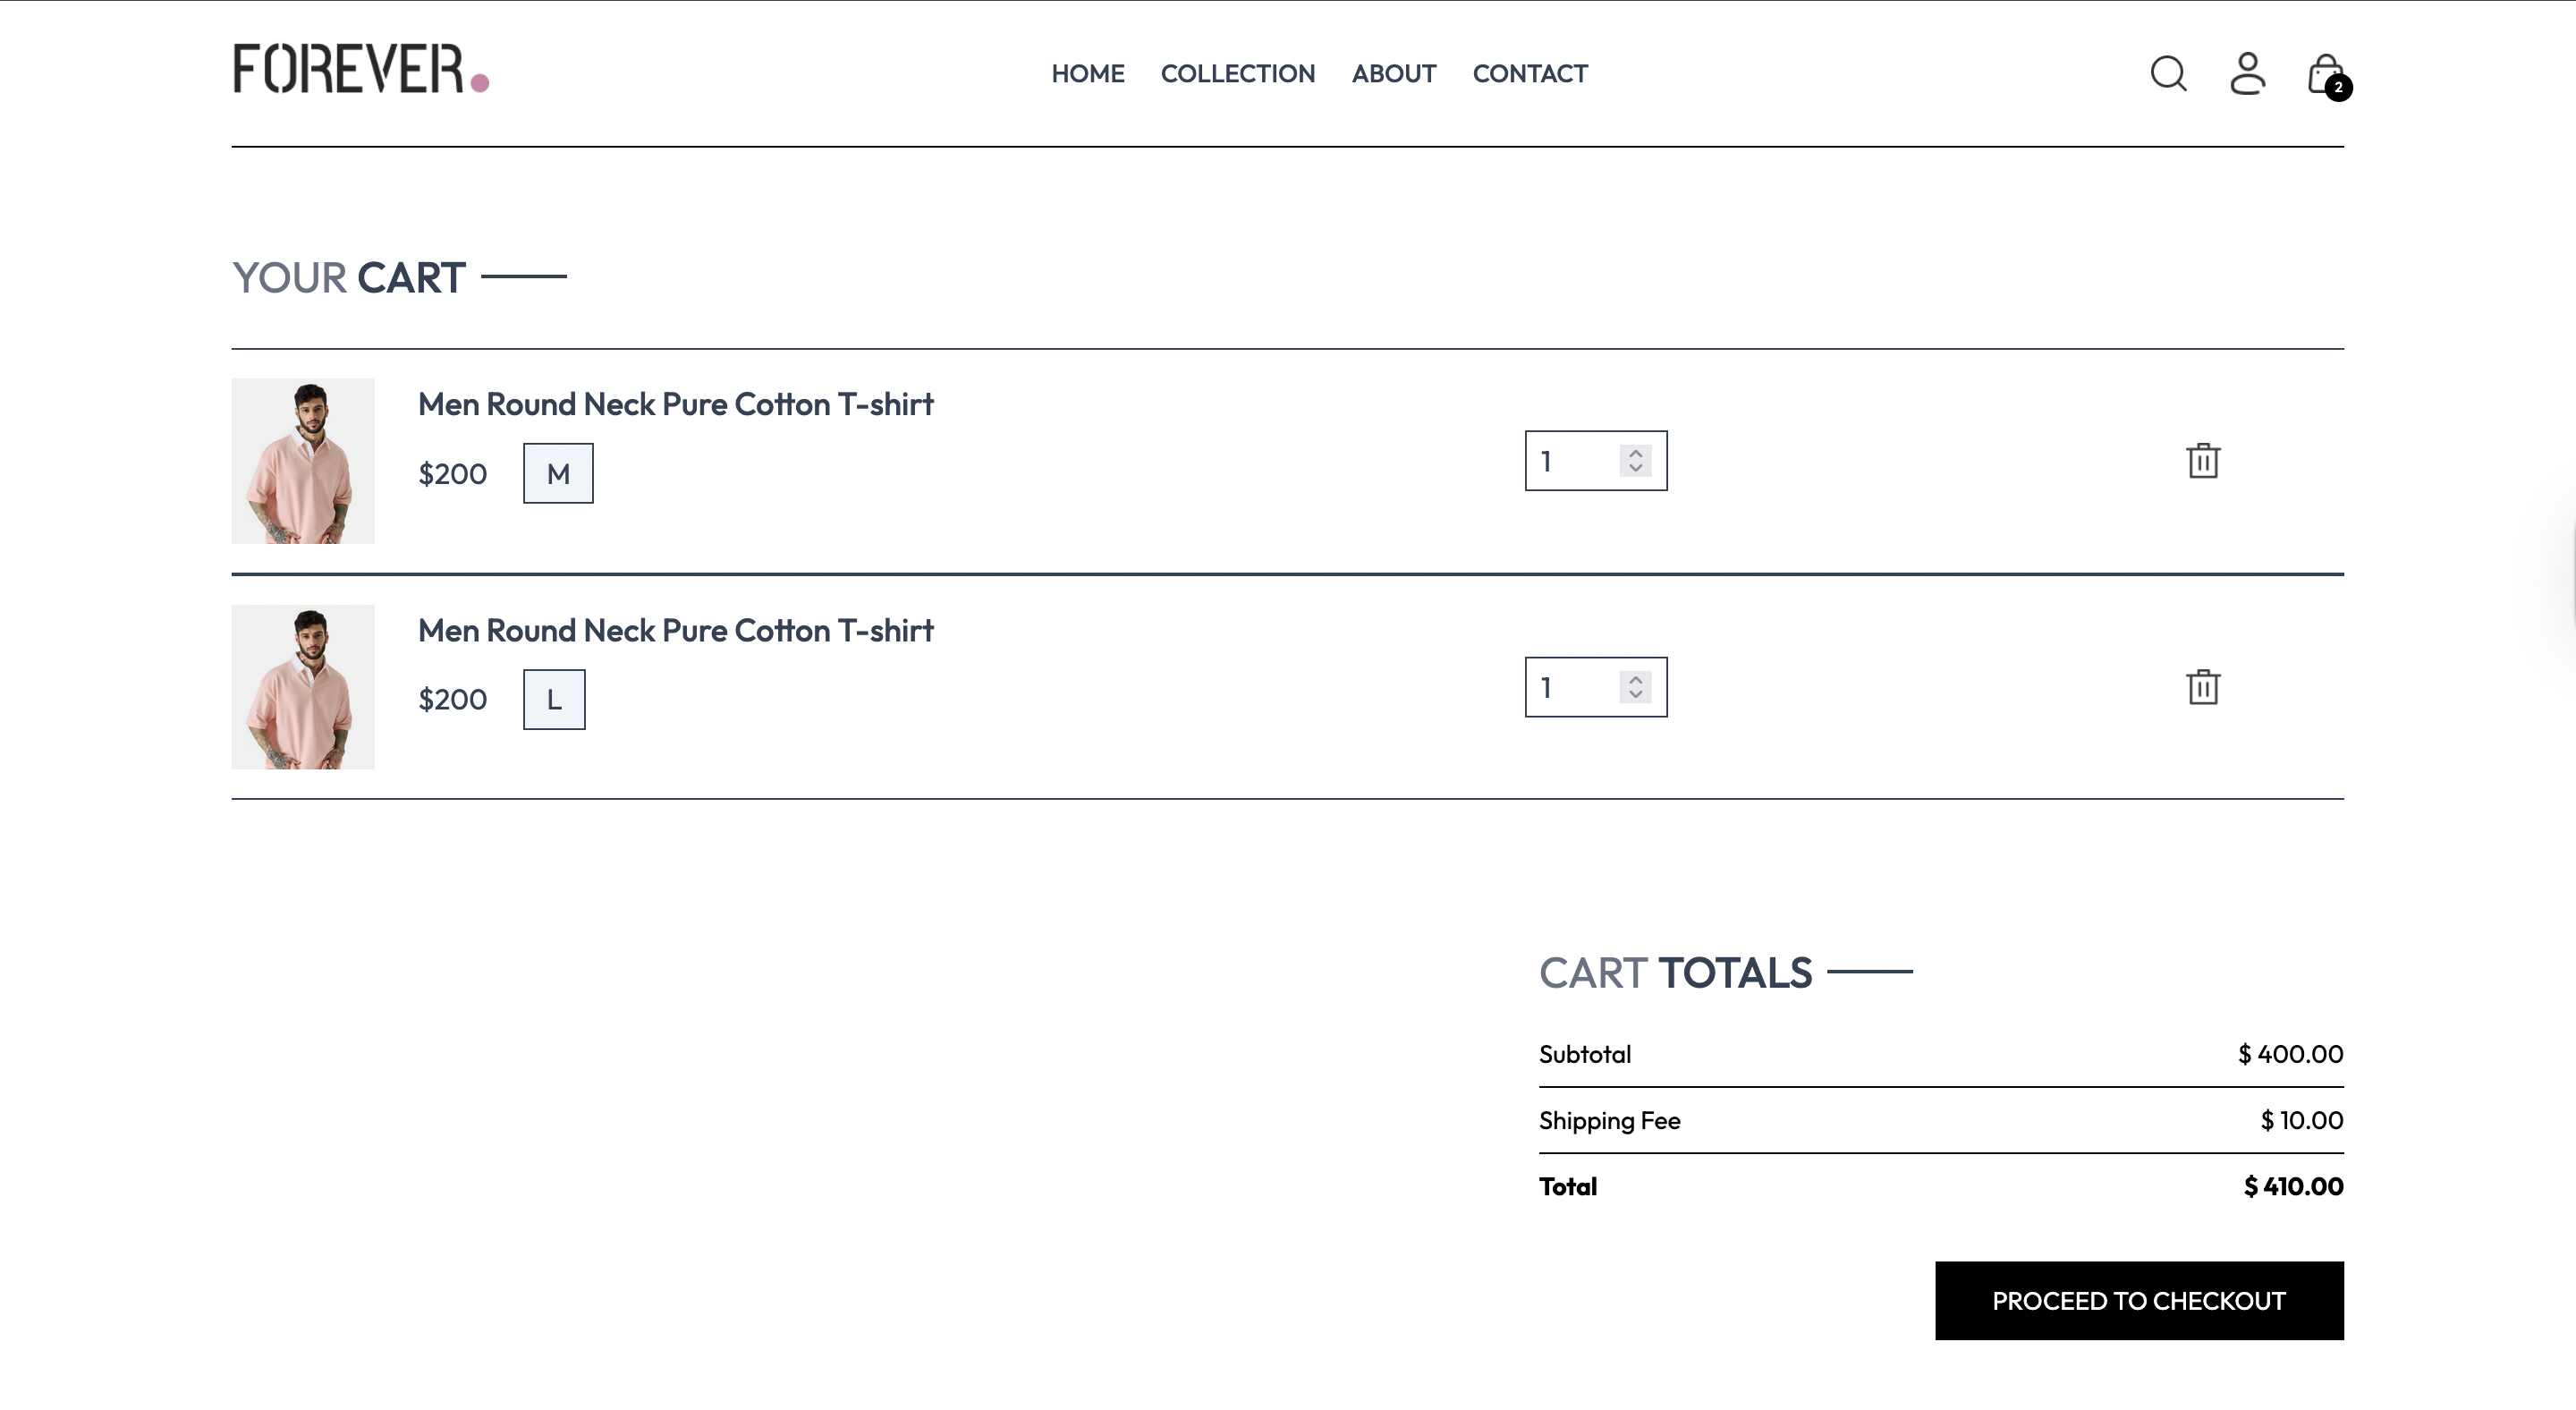 FOREVER.
HOME COLLECTION ABOUT CONTACT
2
YOUR CART
Men Round Neck Pure Cotton T-shirt
$200 M
1
Men Round Neck Pure Cotton T-shirt
$200 L
1
CART TOTALS
Subtotal $ 400.00
Shipping Fee $ 10.00
Total $ 410.00
PROCEED TO CHECKOUT